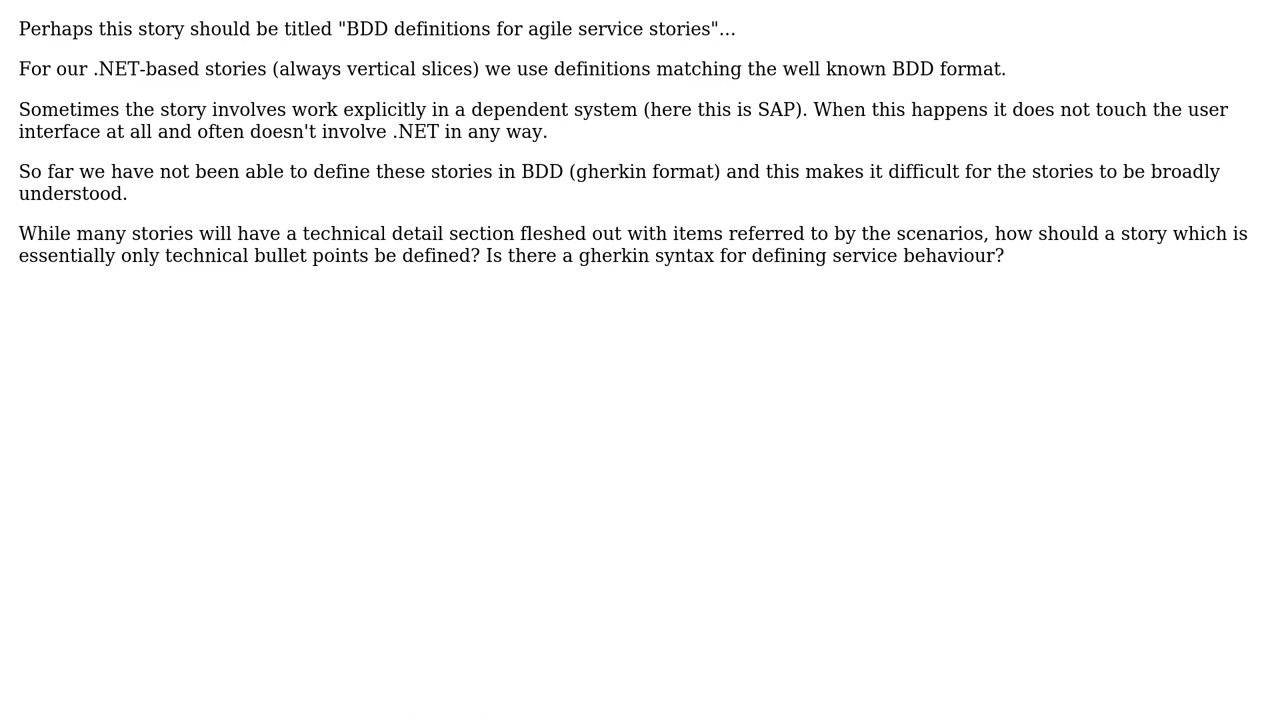 Perhaps this story should be titled "BDD definitions for agile service stories"...
For our .NET-based stories (always vertical slices) we use definitions matching the well known BDD format.
Sometimes the story involves work explicitly in a dependent system (here this is SAP). When this happens it does not touch the user
interface at all and often doesn't involve .NET in any way.
So far we have not been able to define these stories in BDD (gherkin format) and this makes it difficult for the stories to be broadly
understood.
While many stories will have a technical detail section fleshed out with items referred to by the scenarios, how should a story which is
essentially only technical bullet points be defined? Is there a gherkin syntax for defining service behaviour?